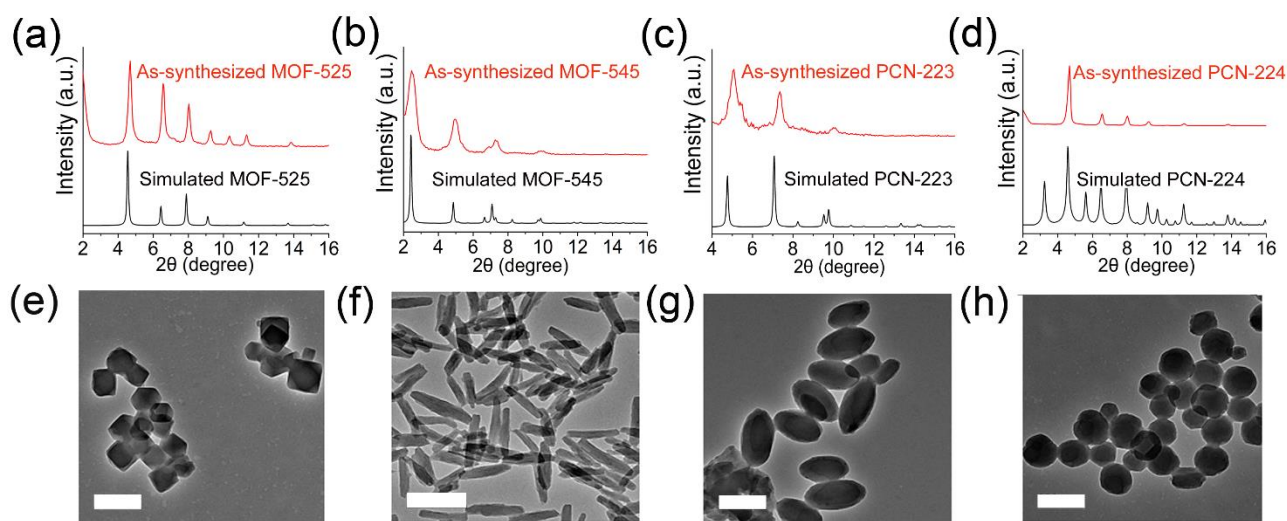 (a)
(b)
(c)
(d)
As-synthesized MOF-525
As-synthesized MOF-545
As-synthesized PCN-223
As-synthesized PCN-224
Simulated MOF-525
Simulated MOF-545
Simulated PCN-223
Simulated PCN-224
Intensity (a.u.)
Intensity (a.u.)
Intensity (a.u.)
Intensity (a.u.)
2 4 6 8 10 12 14 16
2 4 6 8 10 12 14 16
4 6 8 10 12 14 16
2 4 6 8 10 12 14 16
2θ (degree)
2θ (degree)
2θ (degree)
2θ (degree)
(e)
(f)
(g)
(h)